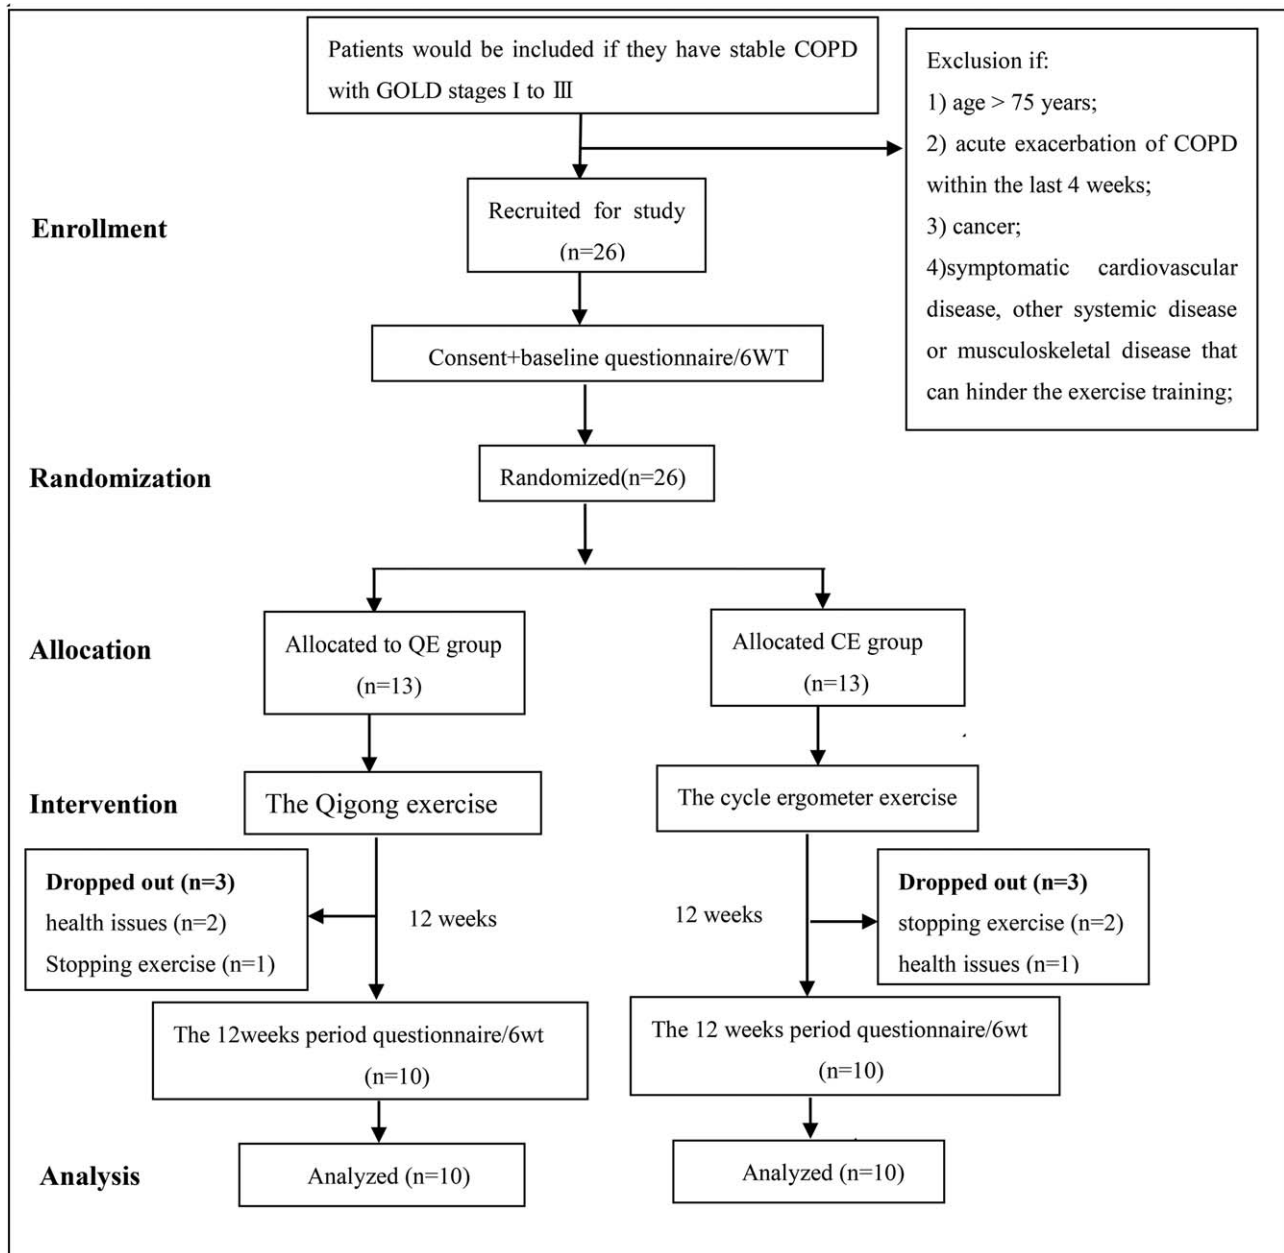 Patients would be included if they have stable COPD
with GOLD stages I to Ⅲ
Exclusion if:
1) age > 75 years;
2) acute exacerbation of COPD
within the last 4 weeks;
3) cancer;
4)symptomatic cardiovascular
disease, other systemic disease
or musculoskeletal disease that
can hinder the exercise training;
Enrollment
Recruited for study
(n=26)
Consent+baseline questionnaire/6WT
Randomization
Randomized(n=26)
Allocation
Allocated to QE group
(n=13)
Allocated CE group
(n=13)
Intervention
The Qigong exercise
The cycle ergometer exercise
Dropped out (n=3)
health issues (n=2)
Stopping exercise (n=1)
12 weeks
12 weeks
Dropped out (n=3)
stopping exercise (n=2)
health issues (n=1)
The 12weeks period questionnaire/6wt
(n=10)
The 12 weeks period questionnaire/6wt
(n=10)
Analysis
Analyzed (n=10)
Analyzed (n=10)